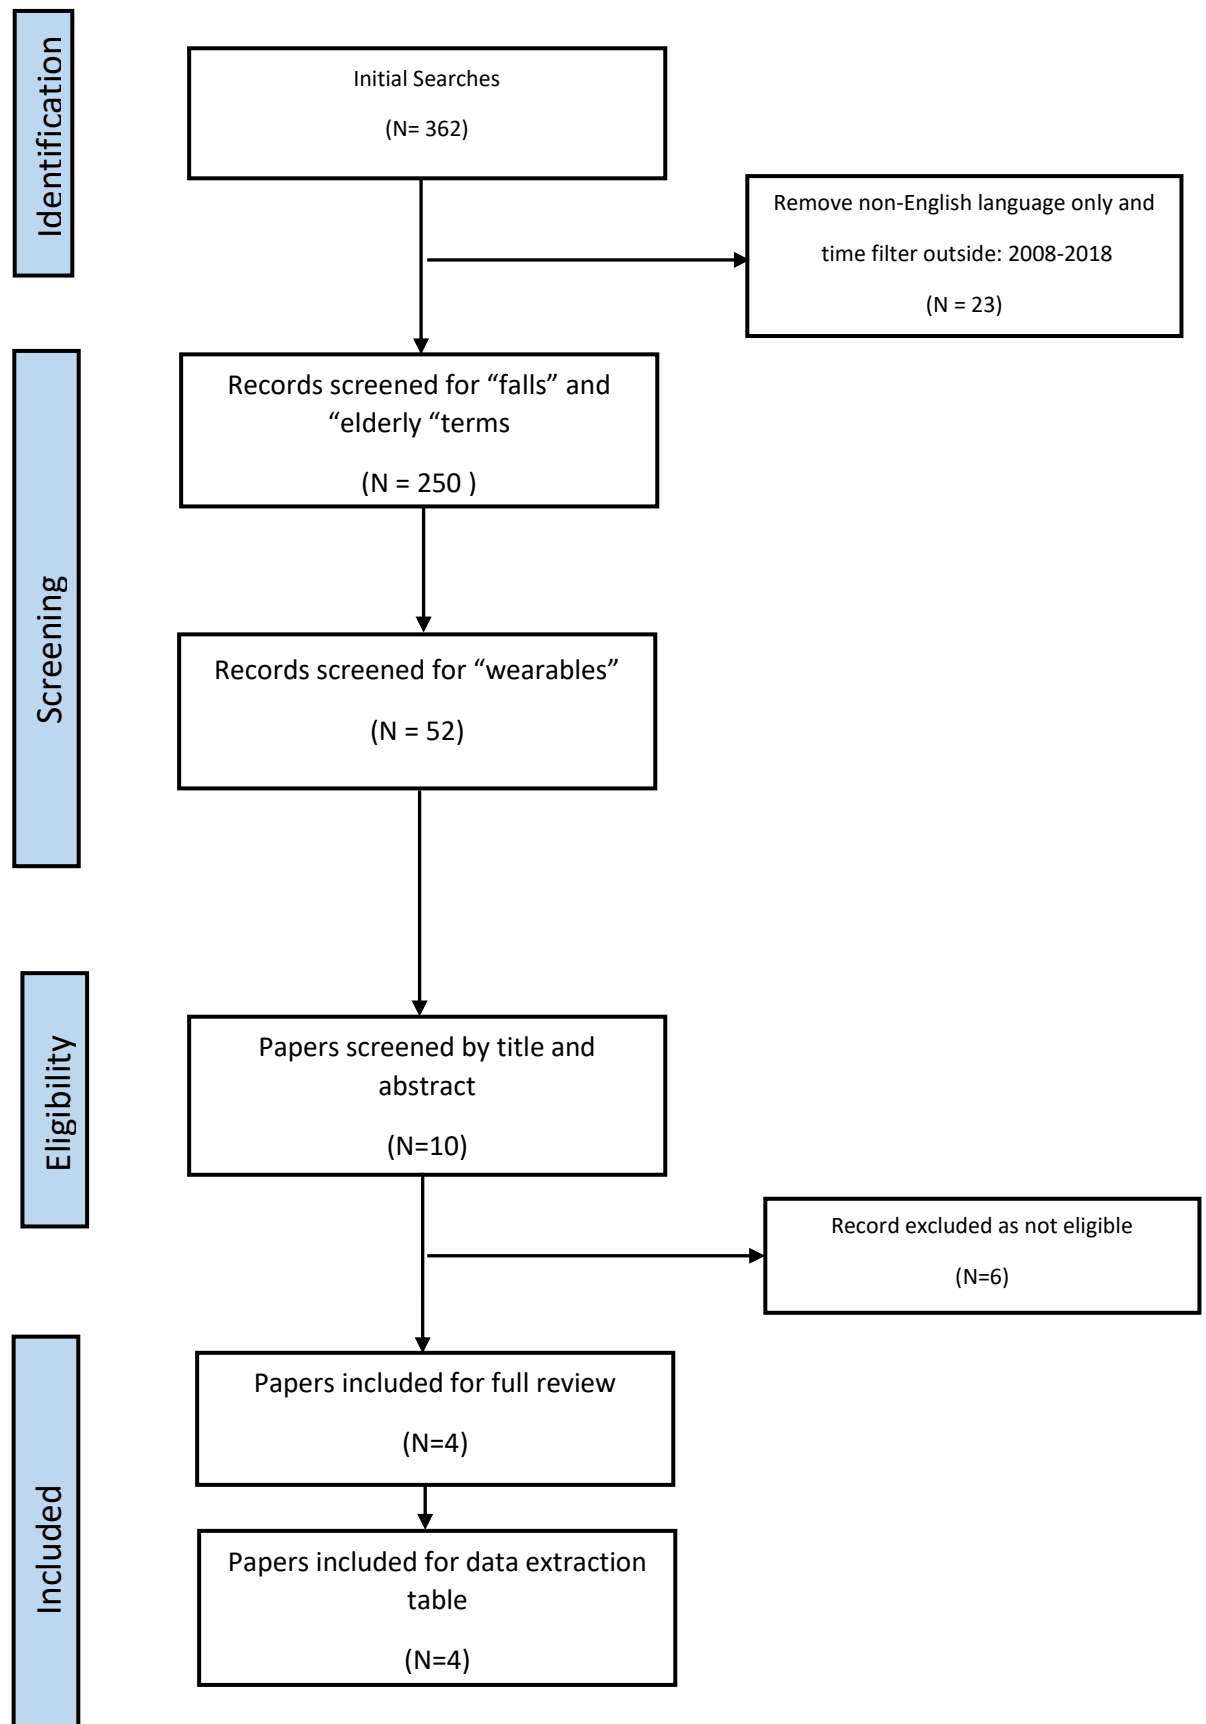 Identification
Initial Searches
(N= 362)
Remove non-English language only and
time filter outside: 2008-2018
(N = 23)
Screening
Records screened for “falls” and
“elderly “terms
(N = 250 )
Records screened for “wearables”
(N = 52)
Eligibility
Papers screened by title and
abstract
(N=10)
Record excluded as not eligible
(N=6)
Included
Papers included for full review
(N=4)
Papers included for data extraction
table
(N=4)